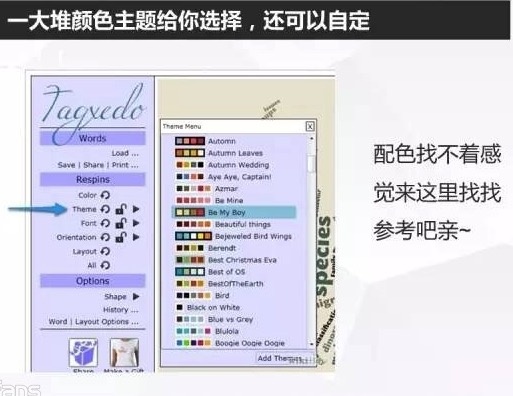 一大堆颜色主题给你选择，还可以自定
Tagxedo
Words
Load ...
Save | Share | Print ...
Respins
Color
Theme
Font
Orientation
Layout
All
Options
Shape
History ...
Word | Layout Options ...
Share
Make a Gift
Theme Menu
Automn
Autumn Leaves
Autumn Wedding
Aye Aye, Captain!
Azmar
Be Mine
Be My Boy
Beautiful things
Bejeweled Bird Wings
Berendt
Best Christmas Eva
Best of OS
BestOfTheEarth
Bird
Black on White
Blue vs Grey
Blulola
Boogie Oogie Oogie
Add Themes
species
配色找不着感
觉来这里找找
参考吧亲~
fans